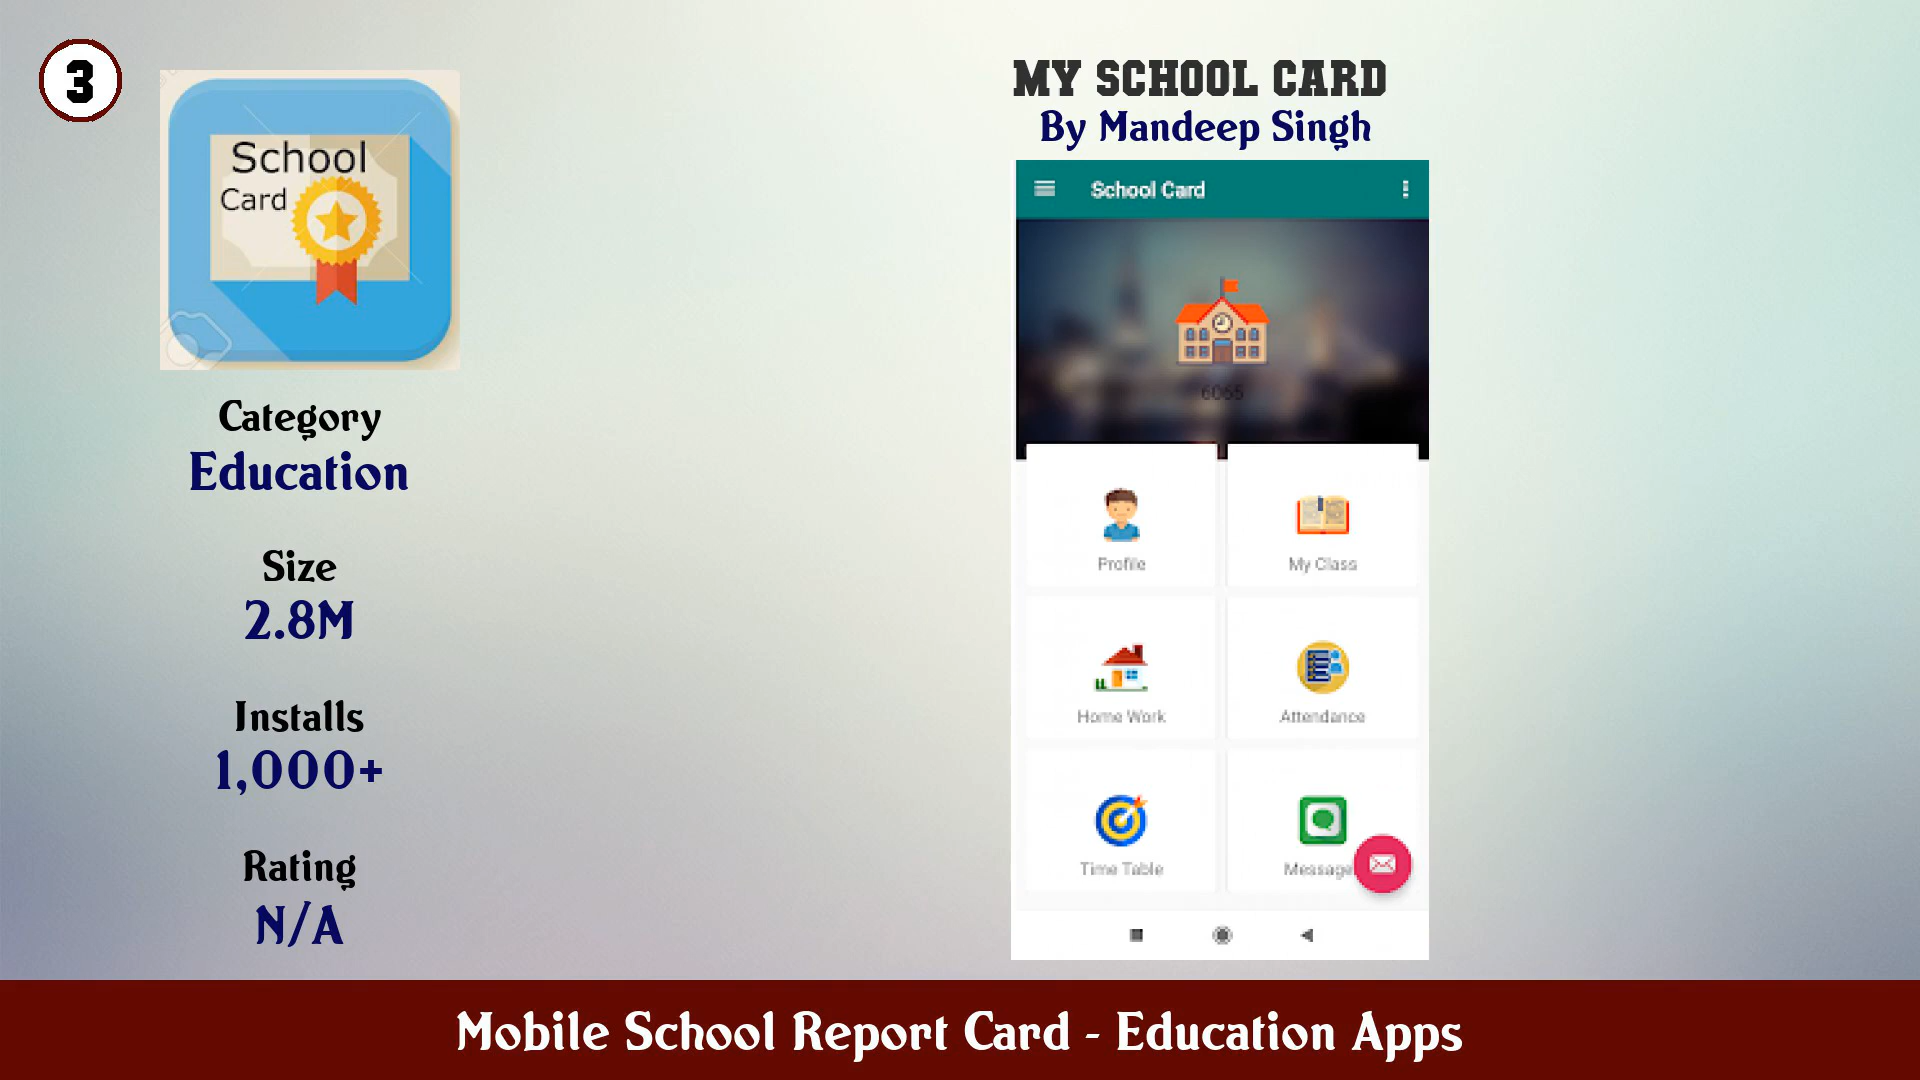 3
School
Card
Category
Education
Size
2.8M
Installs
1,000+
Rating
N/A
MY SCHOOL CARD
By Mandeep Singh
School Card
6065
Profile
My Class
Home Work
Attendance
Time Table
Message
Mobile School Report Card - Education Apps